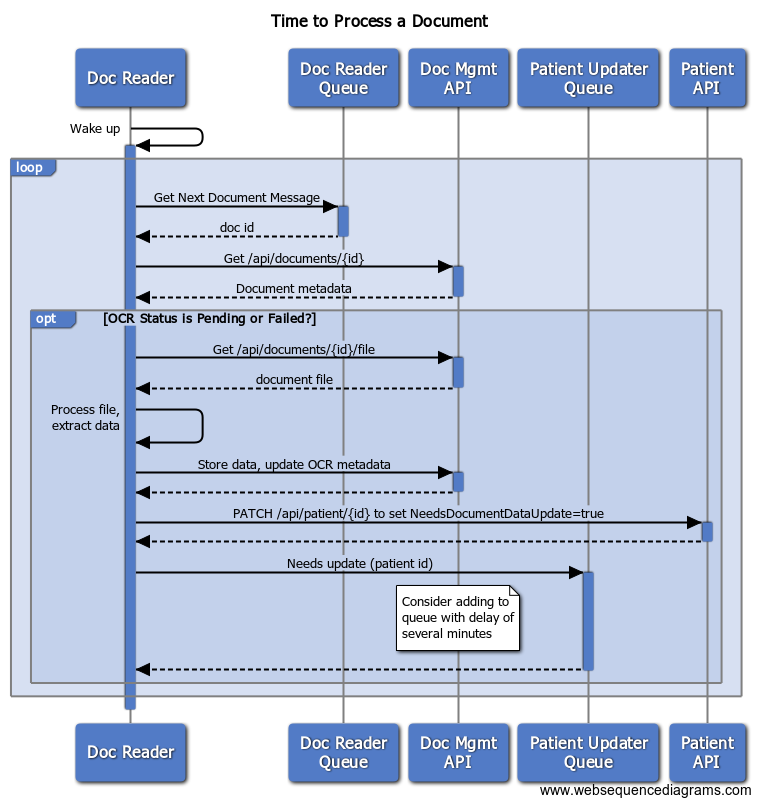 Time to Process a Document
Doc Reader
Doc Reader
Queue
Doc Mgmt
API
Patient Updater
Queue
Patient
API
Wake up
loop
Get Next Document Message
doc id
Get /api/documents/{id}
Document metadata
opt
[OCR Status is Pending or Failed?]
Get /api/documents/{id}/file
document file
Process file,
extract data
Store data, update OCR metadata
PATCH /api/patient/{id} to set NeedsDocumentDataUpdate=true
Needs update (patient id)
Consider adding to
queue with delay of
several minutes
Doc Reader
Doc Reader
Queue
Doc Mgmt
API
Patient Updater
Queue
Patient
API
www.websequencediagrams.com